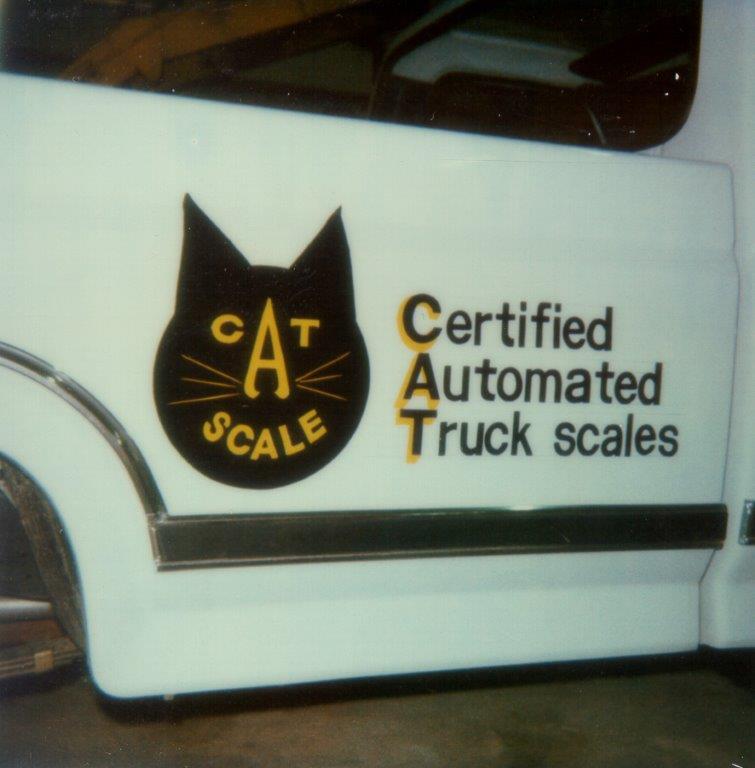 CAT
SCALE
Certified
Automated
Truck scales